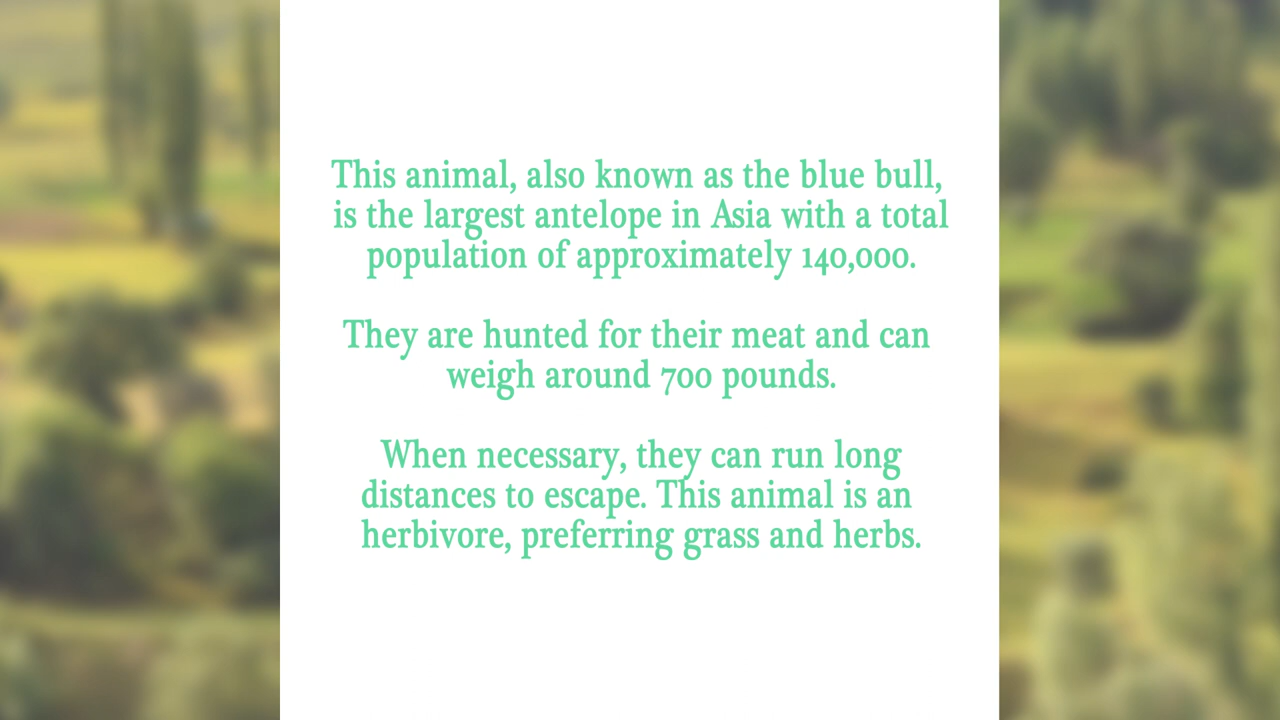 This animal, also known as the blue bull,
is the largest antelope in Asia with a total
population of approximately 140,000.
They are hunted for their meat and can
weigh around 700 pounds.
When necessary, they can run long
distances to escape. This animal is an
herbivore, preferring grass and herbs.